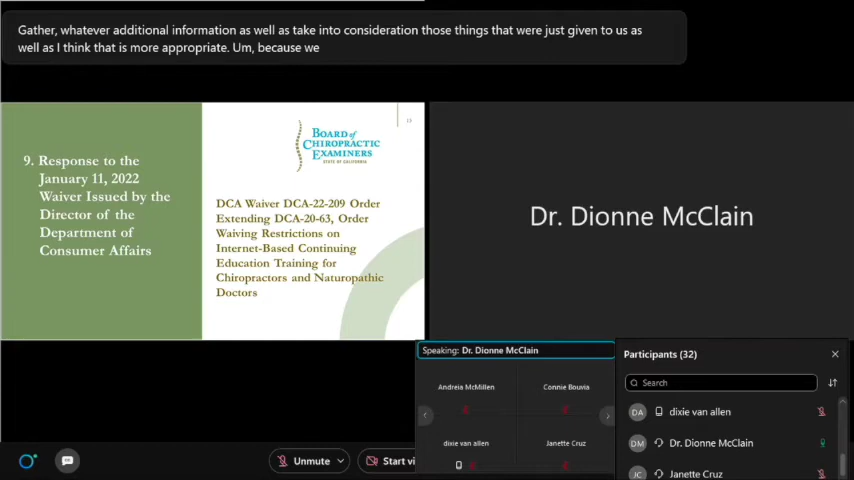 Gather, whatever additional information as well as take into consideration those things that were just given to us as
well as I think that is more appropriate. Um, because we
9. Response to the
January 11, 2022
Waiver Issued by the
Director of the
Department of
Consumer Affairs
13
BOARD of
CHIROPRACTIC
EXAMINERS
STATE OF CALIFORNIA
DCA Waiver DCA-22-209 Order
Extending DCA-20-63, Order
Waiving Restrictions on
Internet-Based Continuing
Education Training for
Chiropractors and Naturopathic
Doctors
Dr. Dionne McClain
Speaking: Dr. Dionne McClain
Andreia McMillen
Connie Bouvia
dixie van allen
Janette Cruz
Participants (32)
Search
DA dixie van allen
DM Dr. Dionne McClain
JC Janette Cruz
Unmute
Start vi